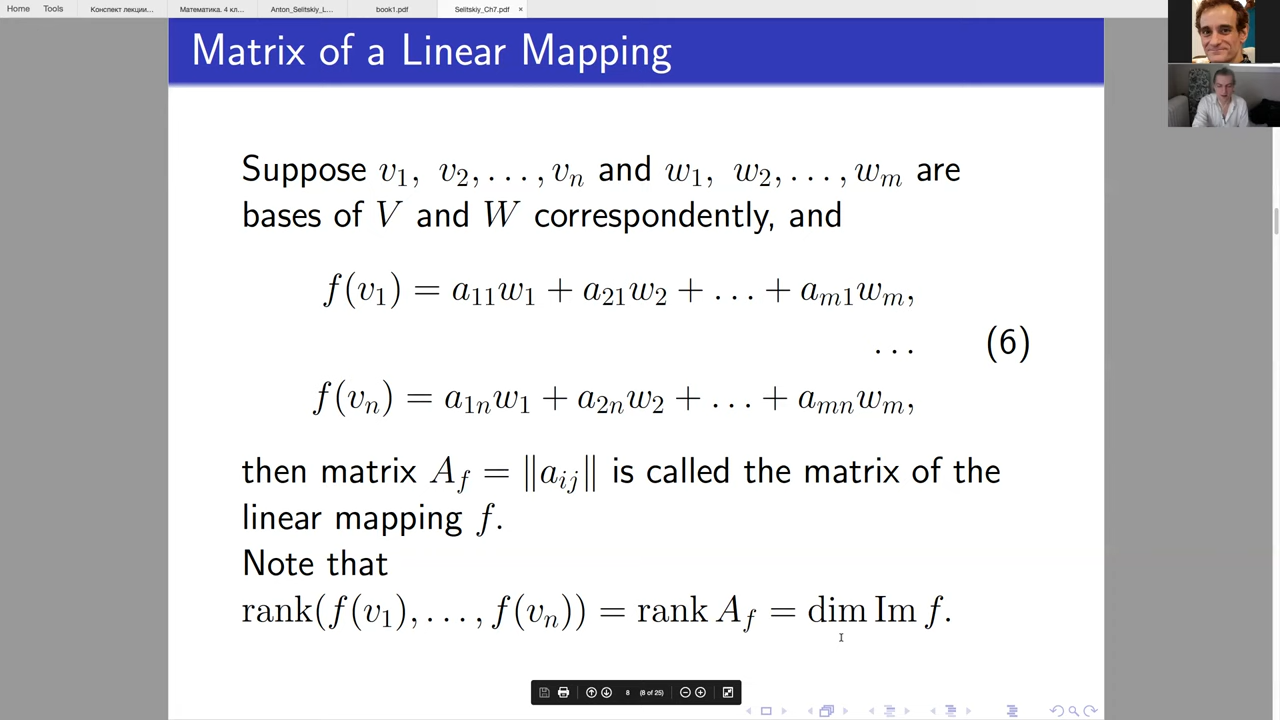 Home Tools Конспект лекции... Математика. 4 кл... Anton_Selitskiy_L... book1.pdf Selitskiy_Ch7.pdf ×
Matrix of a Linear Mapping
Suppose v₁, v₂, . . . , vₙ and w₁, w₂, . . . , wₘ are
bases of V and W correspondently, and
f(v₁) = a₁₁w₁ + a₂₁w₂ + . . . + aₘ₁wₘ,
. . . (6)
f(vₙ) = a₁ₙw₁ + a₂ₙw₂ + . . . + aₘₙwₘ,
then matrix A_f = ‖a_ij‖ is called the matrix of the
linear mapping f.
Note that
rank(f(v₁), . . . , f(vₙ)) = rank A_f = dim Im f.
8 (8 of 25)